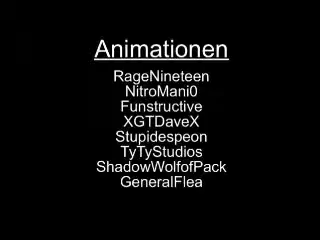 Animationen
RageNineteen
NitroMani0
Funstructive
XGTDaveX
Stupidespeon
TyTyStudios
ShadowWolfofPack
GeneralFlea